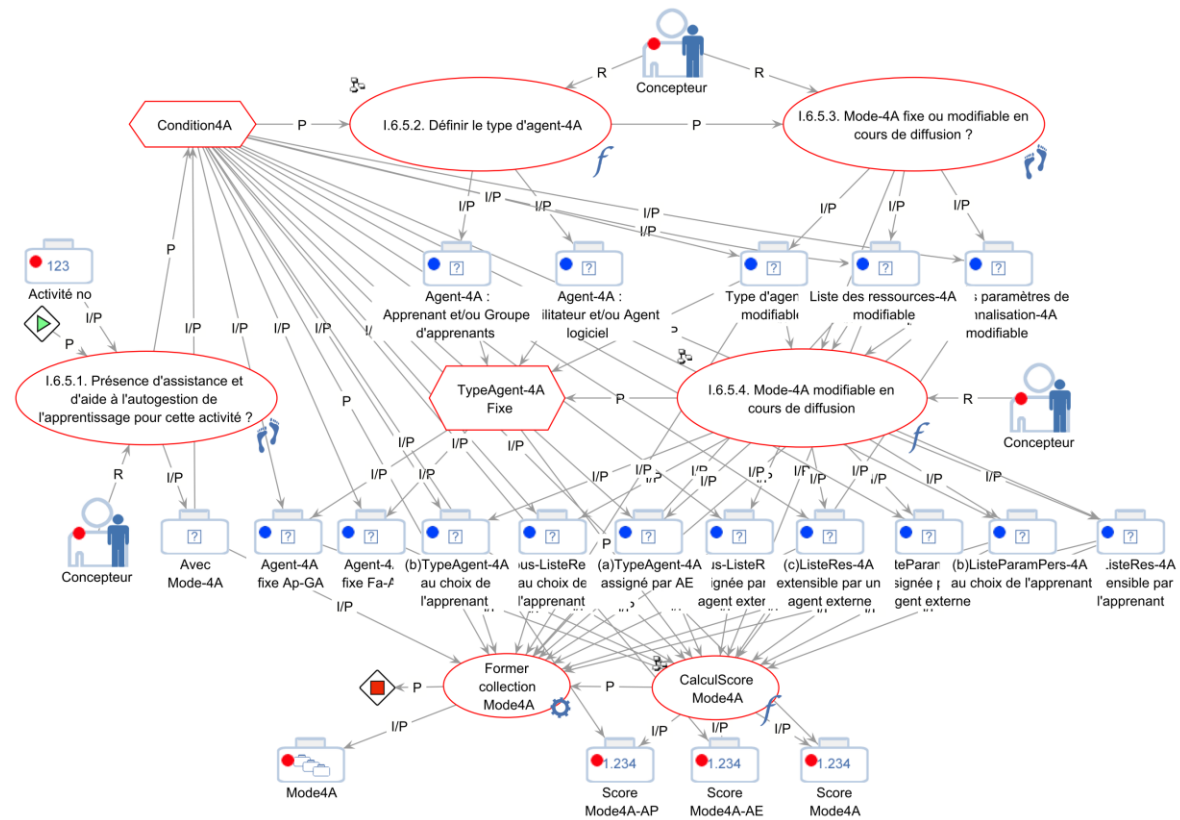 Concepteur
R
R
Condition4A
P
I.6.5.2. Définir le type d'agent-4A
P
I.6.5.3. Mode-4A fixe ou modifiable en
cours de diffusion ?
I/P
I/P
I/P
I/P
I/P
I/P
I/P
123
Activité no
I/P
P
P
I/P
I/P
I/P
Agent-4A :
Apprenant et/ou Groupe
d'apprenants
Agent-4A :
ilitateur et/ou Agent
logiciel
Type d'agen
modifiable
Liste des ressources-4A
modifiable
paramètres de
nalisation-4A
modifiable
I.6.5.1. Présence d'assistance et
d'aide à l'autogestion de
l'apprentissage pour cette activité ?
P
TypeAgent-4A
Fixe
P
I.6.5.4. Mode-4A modifiable en
cours de diffusion
R
Concepteur
R
I/P
I/P
I/P
I/P
I/P
I/P
I/P
I/P
I/P
I/P
I/P
Concepteur
Avec
Mode-4A
Agent-4A
fixe Ap-GA
Agent-4
fixe Fa-A
(b)TypeAgent-4A
au choix de
l'apprenant
us-ListeRe
au choix de
l'apprenant
(a)TypeAgent-4A
assigné par AE
s-ListeR
ignée par
agent exter
(c)ListeRes-4A
extensible par un
agent externe
teParam
signée
gent externe
(b)ListeParamPers-4A
au choix de l'apprenant
ListeRes-4A
ensible par
l'apprenant
P
I/P
I/P
Former
collection
Mode4A
P
P
CalculScore
Mode4A
I/P
I/P
I/P
I/P
Mode4A
1.234
Score
Mode4A-AP
1.234
Score
Mode4A-AE
1.234
Score
Mode4A